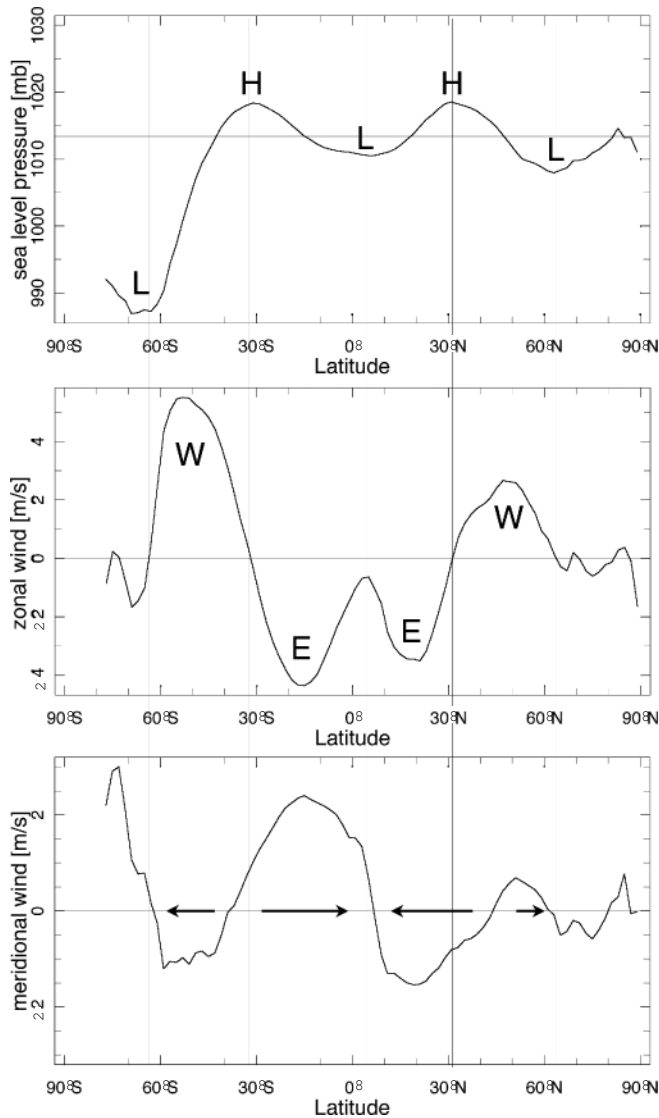 1030
1020
1010
1000
990
sea level pressure [mb]
H
H
L
L
L
90⁸S 60⁸S 30⁸S 0⁸ 30⁸N 60⁸N 90⁸N
Latitude
4
2
0
2 2
2 4
zonal wind [m/s]
W
W
E
E
90⁸S 60⁸S 30⁸S 0⁸ 30⁸N 60⁸N 90⁸N
Latitude
2
0
2 2
meridional wind [m/s]
90⁸S 60⁸S 30⁸S 0⁸ 30⁸N 60⁸N 90⁸N
Latitude